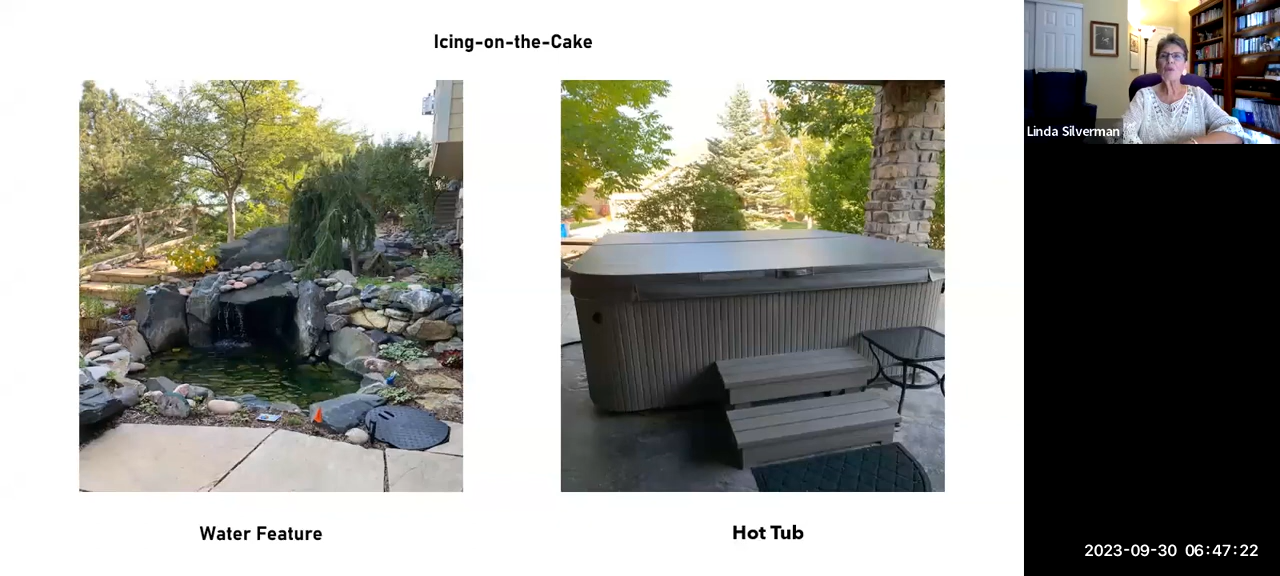 Icing-on-the-Cake
Linda Silverman
Water Feature
Hot Tub
2023-09-30 06:47:22